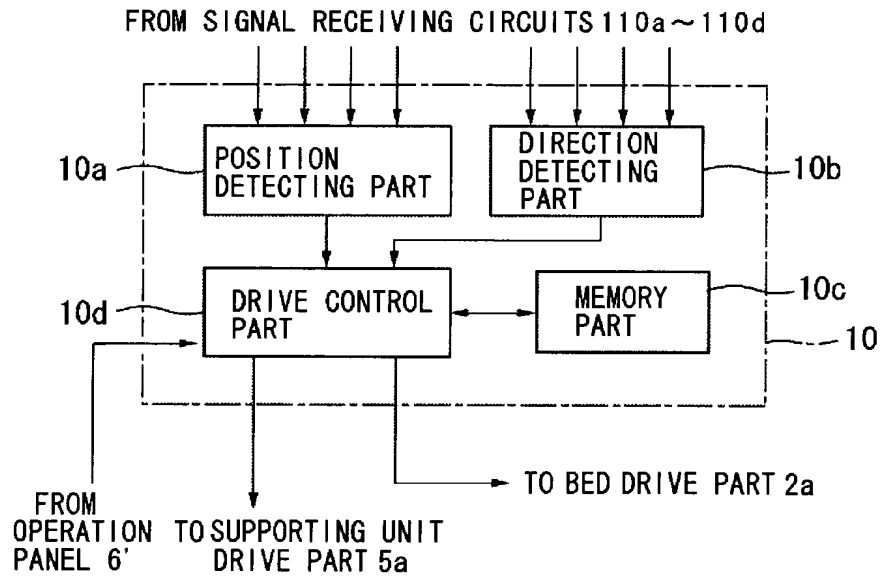 FROM SIGNAL RECEIVING CIRCUITS 110a～110d
10a
POSITION
DETECTING PART
DIRECTION
DETECTING
PART
10b
10d
DRIVE CONTROL
PART
MEMORY
PART
10c
10
FROM
OPERATION
PANEL 6'
TO SUPPORTING UNIT
DRIVE PART 5a
TO BED DRIVE PART 2a